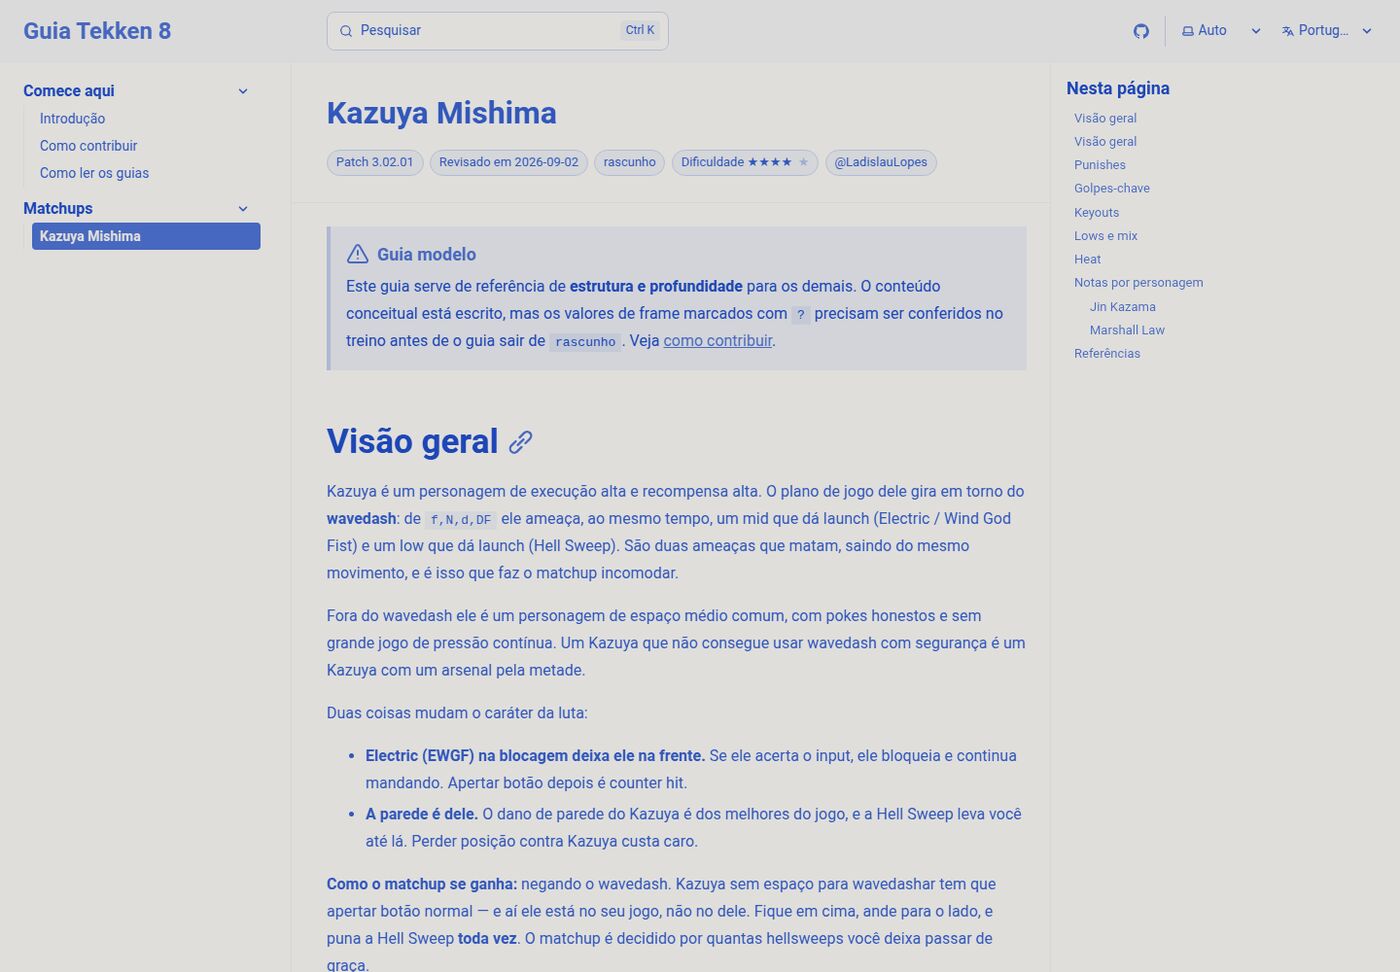 Guia Tekken 8
Pesquisar
Ctrl K
Auto
Portug…
Comece aqui
Introdução
Como contribuir
Como ler os guias
Matchups
Kazuya Mishima
Kazuya Mishima
Patch 3.02.01
Revisado em 2026-09-02
rascunho
Dificuldade ★★★★ ★
@LadislauLopes
Guia modelo
Este guia serve de referência de estrutura e profundidade para os demais. O conteúdo
conceitual está escrito, mas os valores de frame marcados com ? precisam ser conferidos no
treino antes de o guia sair de rascunho. Veja como contribuir.
Visão geral
Kazuya é um personagem de execução alta e recompensa alta. O plano de jogo dele gira em torno do
wavedash: de f,N,d,DF ele ameaça, ao mesmo tempo, um mid que dá launch (Electric / Wind God
Fist) e um low que dá launch (Hell Sweep). São duas ameaças que matam, saindo do mesmo
movimento, e é isso que faz o matchup incomodar.
Fora do wavedash ele é um personagem de espaço médio comum, com pokes honestos e sem
grande jogo de pressão contínua. Um Kazuya que não consegue usar wavedash com segurança é um
Kazuya com um arsenal pela metade.
Duas coisas mudam o caráter da luta:
• Electric (EWGF) na blocagem deixa ele na frente. Se ele acerta o input, ele bloqueia e continua
mandando. Apertar botão depois é counter hit.
• A parede é dele. O dano de parede do Kazuya é dos melhores do jogo, e a Hell Sweep leva você
até lá. Perder posição contra Kazuya custa caro.
Como o matchup se ganha: negando o wavedash. Kazuya sem espaço para wavedashar tem que
apertar botão normal — e aí ele está no seu jogo, não no dele. Fique em cima, ande para o lado, e
puna a Hell Sweep toda vez. O matchup é decidido por quantas hellsweeps você deixa passar de
graça.
Nesta página
Visão geral
Visão geral
Punishes
Golpes-chave
Keyouts
Lows e mix
Heat
Notas por personagem
Jin Kazama
Marshall Law
Referências